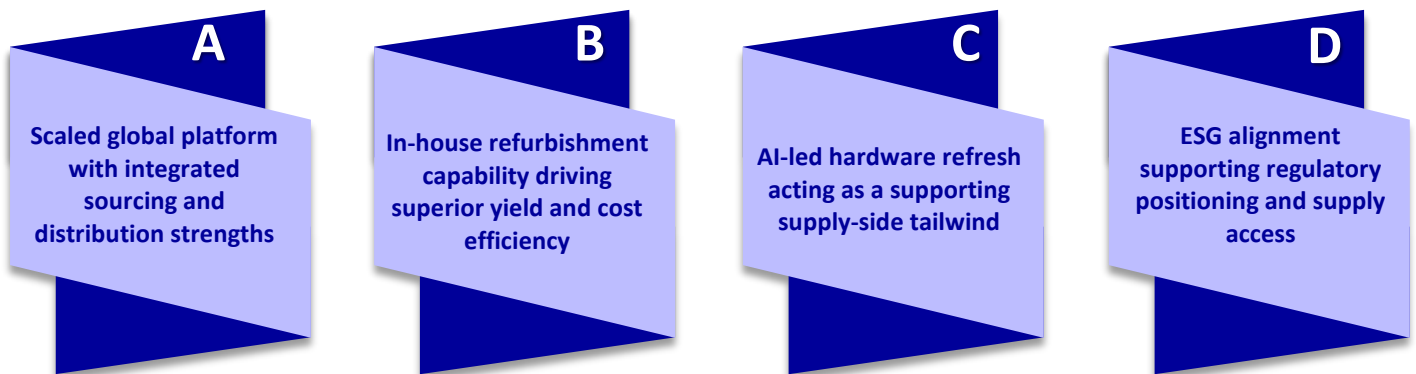 A
Scaled global platform
with integrated
sourcing and
distribution strengths
B
In-house refurbishment
capability driving
superior yield and cost
efficiency
C
AI-led hardware refresh
acting as a supporting
supply-side tailwind
D
ESG alignment
supporting regulatory
positioning and supply
access